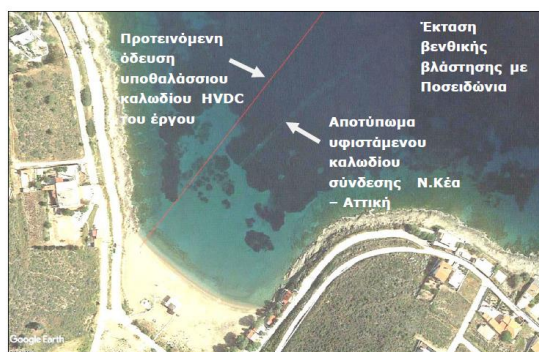 Προτεινόμενη
όδευση
υποθαλάσσιου
καλωδίου HVDC
του έργου
Έκταση
βενθικής
βλάστησης με
Ποσειδώνια
Αποτύπωμα
υφιστάμενου
καλωδίου
σύνδεσης Ν.Κέα
– Αττική
Google Earth